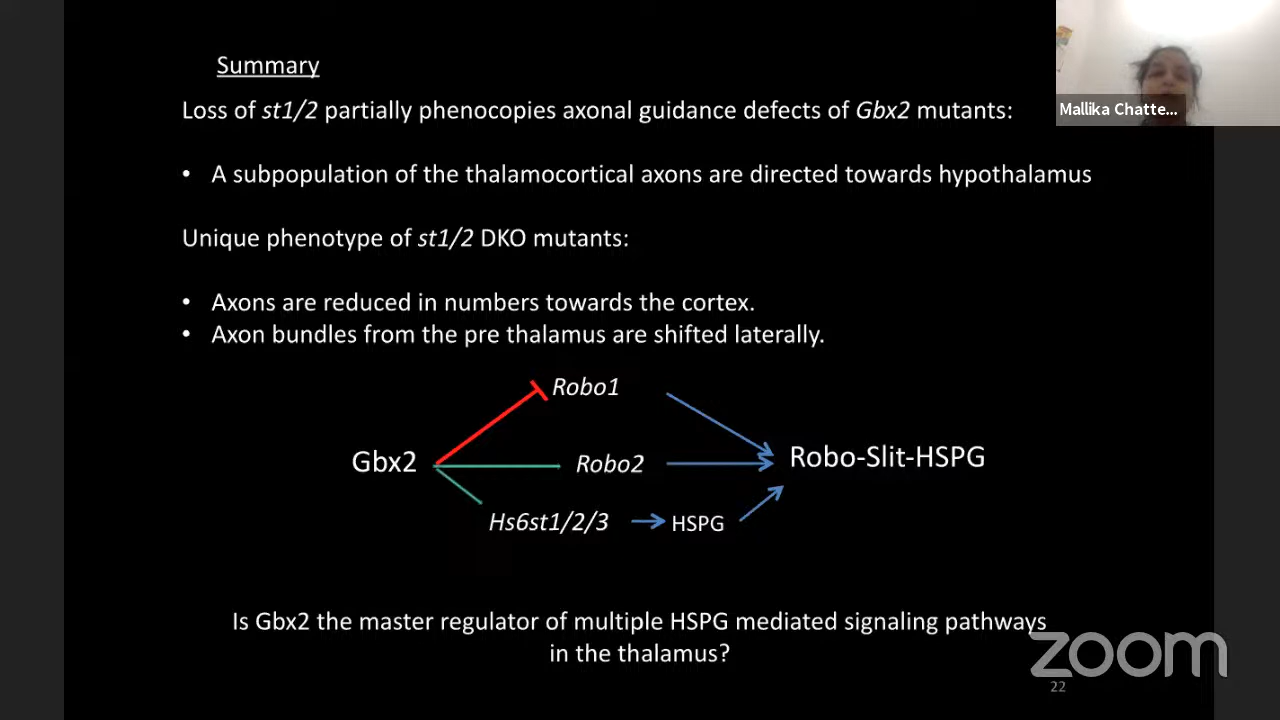 Summary
Mallika Chatte...
Loss of st1/2 partially phenocopies axonal guidance defects of Gbx2 mutants:
• A subpopulation of the thalamocortical axons are directed towards hypothalamus
Unique phenotype of st1/2 DKO mutants:
• Axons are reduced in numbers towards the cortex.
• Axon bundles from the pre thalamus are shifted laterally.
Robo1
Gbx2
Robo2
Robo-Slit-HSPG
Hs6st1/2/3
HSPG
Is Gbx2 the master regulator of multiple HSPG mediated signaling pathways
in the thalamus?
zoom
22